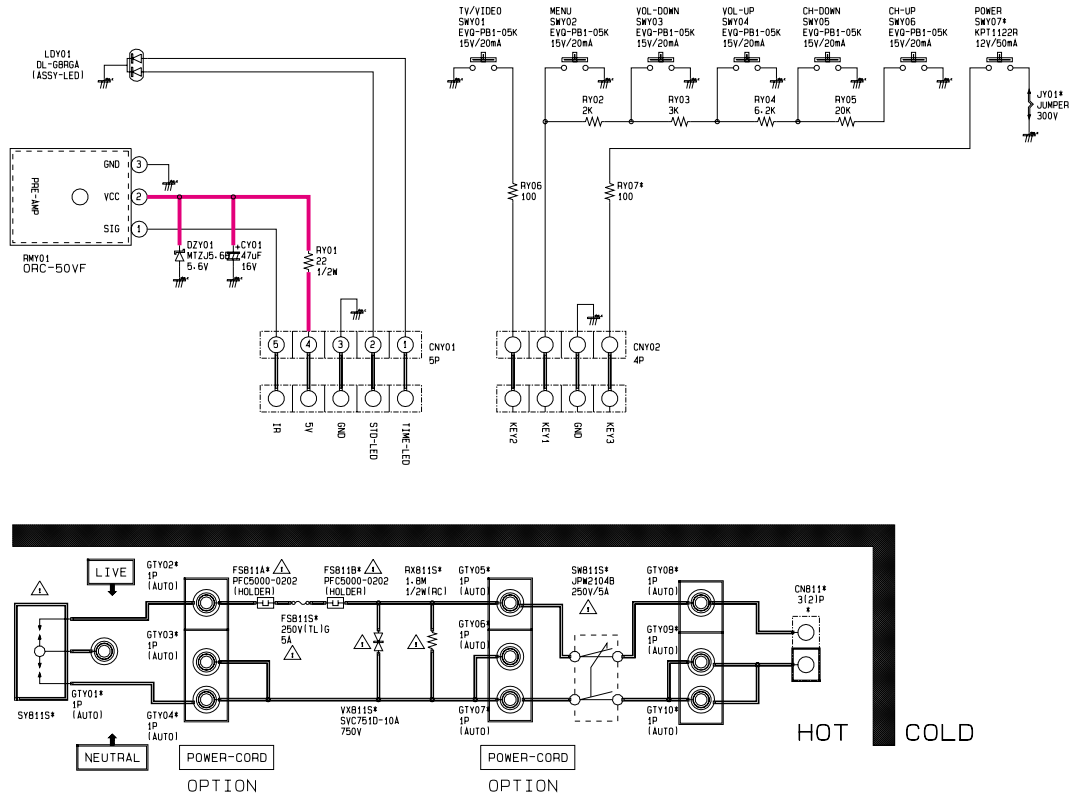 TV/VIDEO
SWY01
EVQ-PB1-05K
15V/20mA
MENU
SWY02
EVQ-PB1-05K
15V/20mA
VOL-DOWN
SWY03
EVQ-PB1-05K
15V/20mA
VOL-UP
SWY04
EVQ-PB1-05K
15V/20mA
CH-DOWN
SWY05
EVQ-PB1-05K
15V/20mA
CH-UP
SWY06
EVQ-PB1-05K
15V/20mA
POWER
SWY07*
KPT1122R
12V/50mA
LDY01
DL-GBRGA
(ASSY-LED)
RY02
2K
RY03
3K
RY04
6.2K
RY05
20K
JY01*
JUMPER
300V
PRE-AMP
GND
3
VCC
2
SIG
1
RMY01
ORC-50VF
DZY01
MTZJ5.6B
5.6V
+CY01
47uF
16V
RY01
22
1/2W
RY06
100
RY07*
100
5
4
3
2
1
CNY01
5P
CNY02
4P
IR
5V
GND
STD-LED
TIME-LED
KEY2
KEY1
GND
KEY3
LIVE
GTY02*
1P
(AUTO)
FS811A*
PFC5000-0202
(HOLDER)
!
FS811B*
PFC5000-0202
(HOLDER)
!
RX811S*
1.8M
1/2W(RC)
GTY05*
1P
(AUTO)
SW811S*
JPW2104B
250V/5A
!
GTY08*
1P
(AUTO)
CN811*
3(2)P
*
!
GTY03*
1P
(AUTO)
FS811S*
250V(TL)G
5A
!
!
!
GTY06*
1P
(AUTO)
GTY09*
1P
(AUTO)
GTY01*
1P
(AUTO)
SY811S*
GTY04*
1P
(AUTO)
VX811S*
SVC751D-10A
750V
GTY07*
1P
(AUTO)
GTY10*
1P
(AUTO)
NEUTRAL
POWER-CORD
OPTION
POWER-CORD
OPTION
HOT
COLD